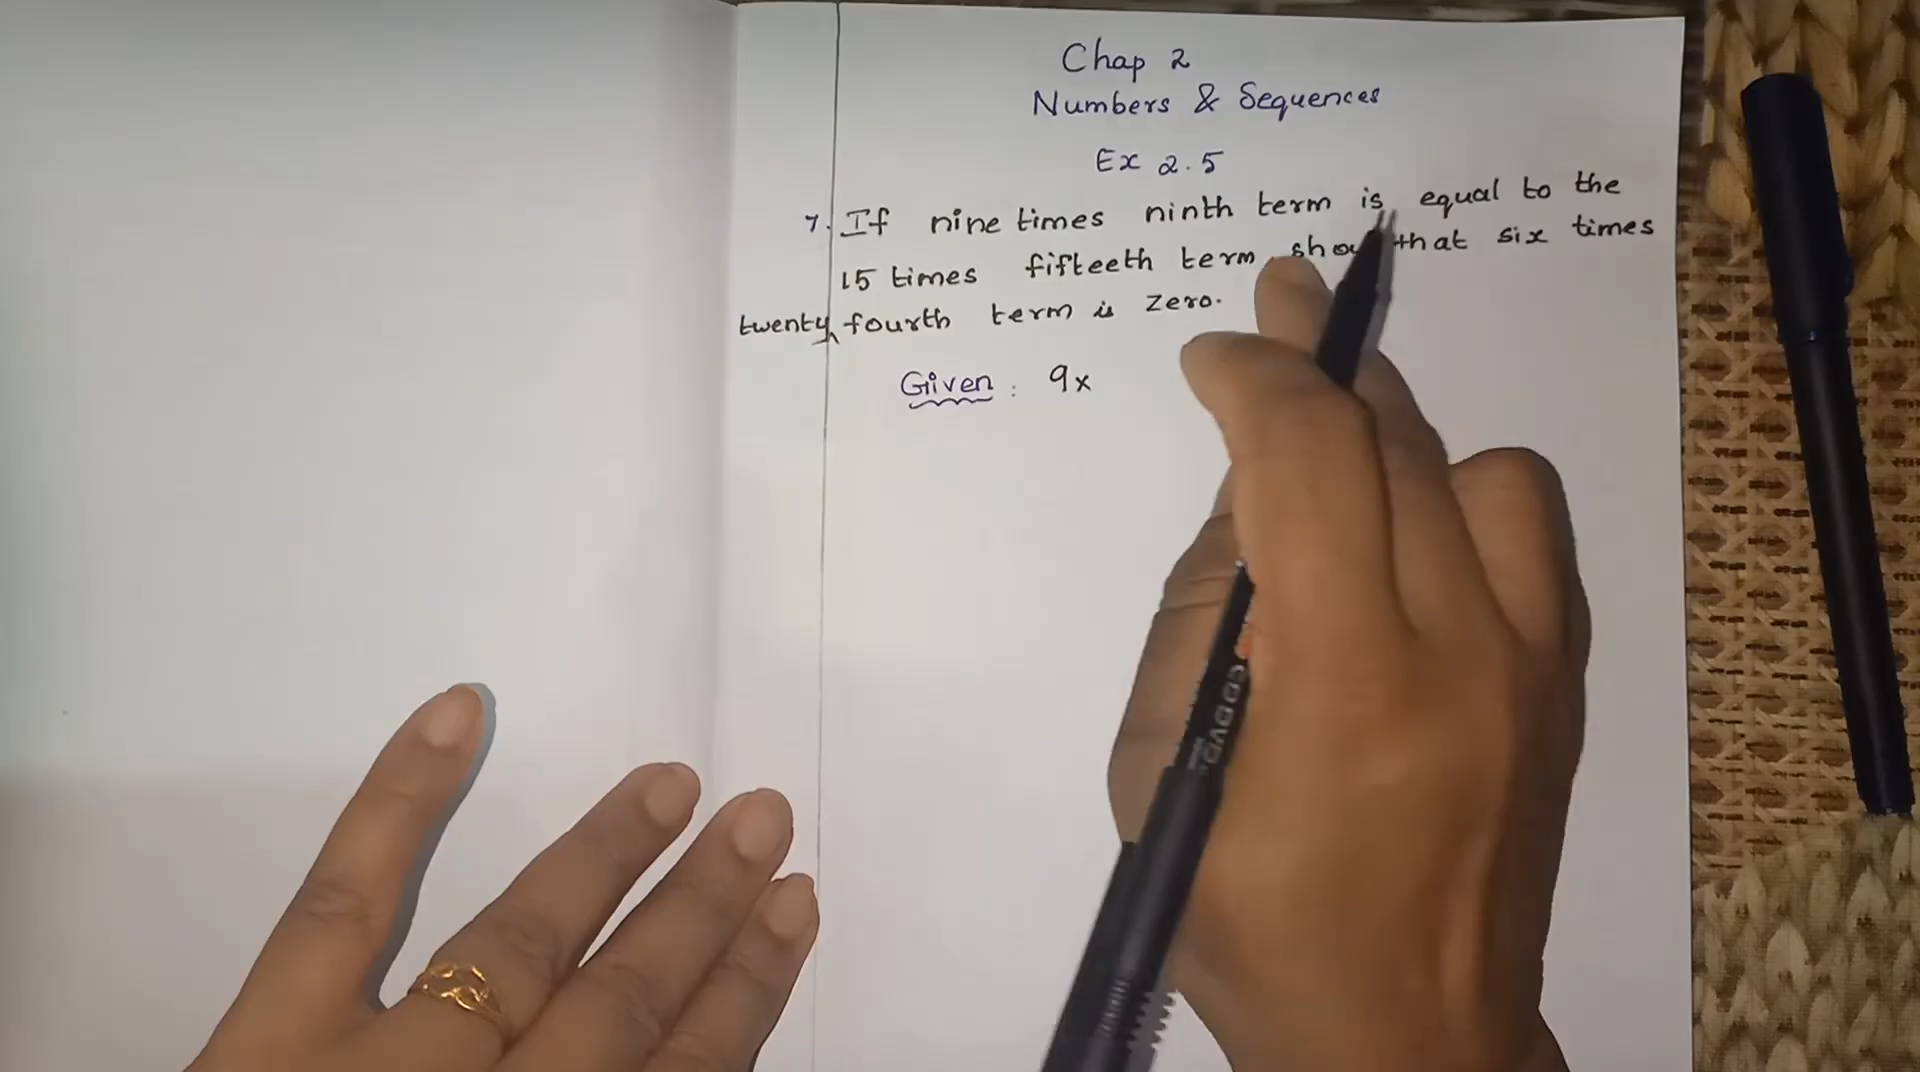 Chap 2
Numbers & Sequences
Ex 2.5
7. If nine times ninth term is equal to the
15 times fifteeth term that six times
twenty fourth term is zero.
Given : 9x